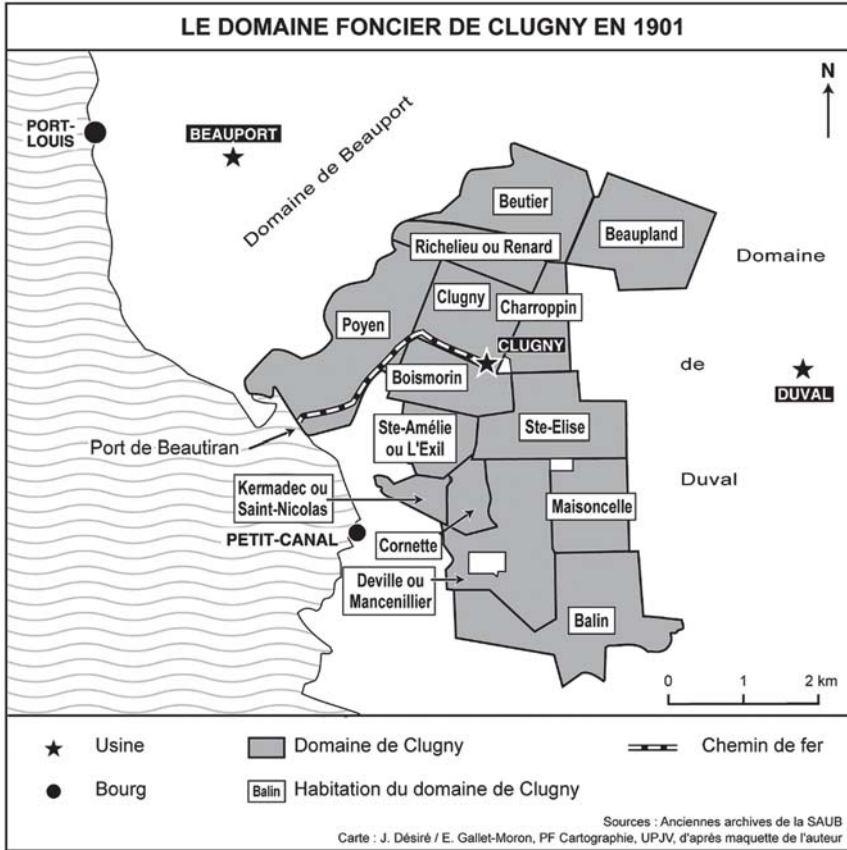 LE DOMAINE FONCIER DE CLUGNY EN 1901
N
PORT-
LOUIS
BEAUPORT
Domaine de Beauport
Beutier
Beaupland
Richelieu ou Renard
Domaine
Clugny
Charroppin
Poyen
CLUGNY
de
Boismorin
DUVAL
Ste-Amélie
ou L'Exil
Ste-Elise
Port de Beautiran
Duval
Kermadec ou
Saint-Nicolas
Maisoncelle
PETIT-CANAL
Cornette
Deville ou
Mancenillier
Balin
0 1 2 km
Usine
Domaine de Clugny
Chemin de fer
Bourg
Balin
Habitation du domaine de Clugny
Sources : Anciennes archives de la SAUB
Carte : J. Désiré / E. Gallet-Moron, PF Cartographie, UPJV, d'après maquette de l'auteur